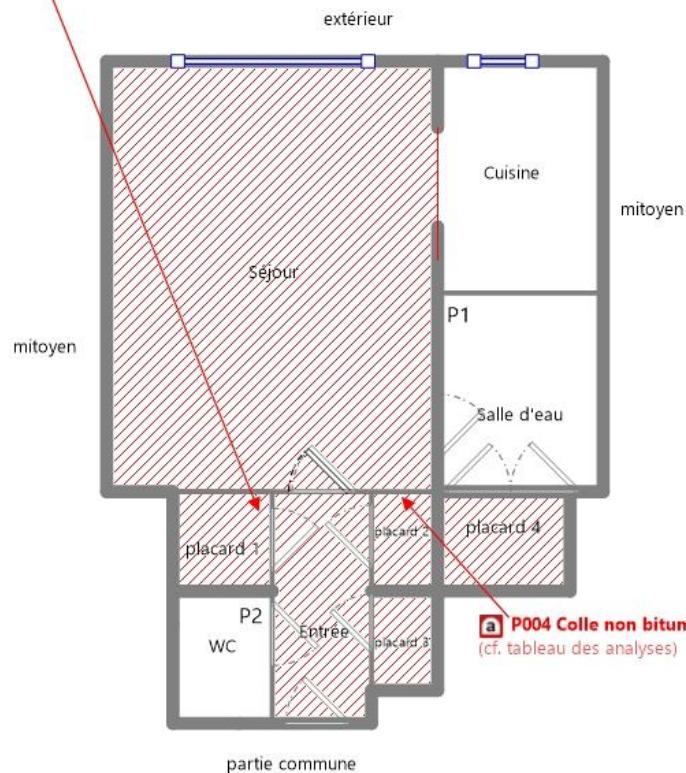 extérieur
Cuisine
mitoyen
Séjour
P1
mitoyen
Salle d'eau
placard 1
placard 2
placard 4
P2
WC
Entrée
placard 3
a P004 Colle non bitum
(cf. tableau des analyses)
partie commune